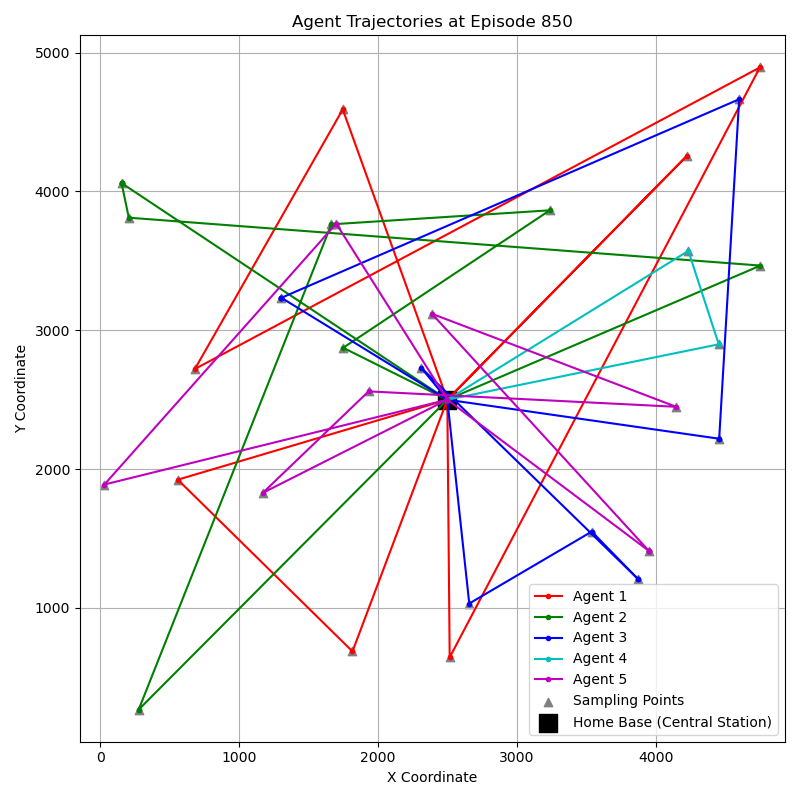 Agent Trajectories at Episode 850
Y Coordinate
5000
4000
3000
2000
1000
0 1000 2000 3000 4000
X Coordinate
Agent 1
Agent 2
Agent 3
Agent 4
Agent 5
Sampling Points
Home Base (Central Station)